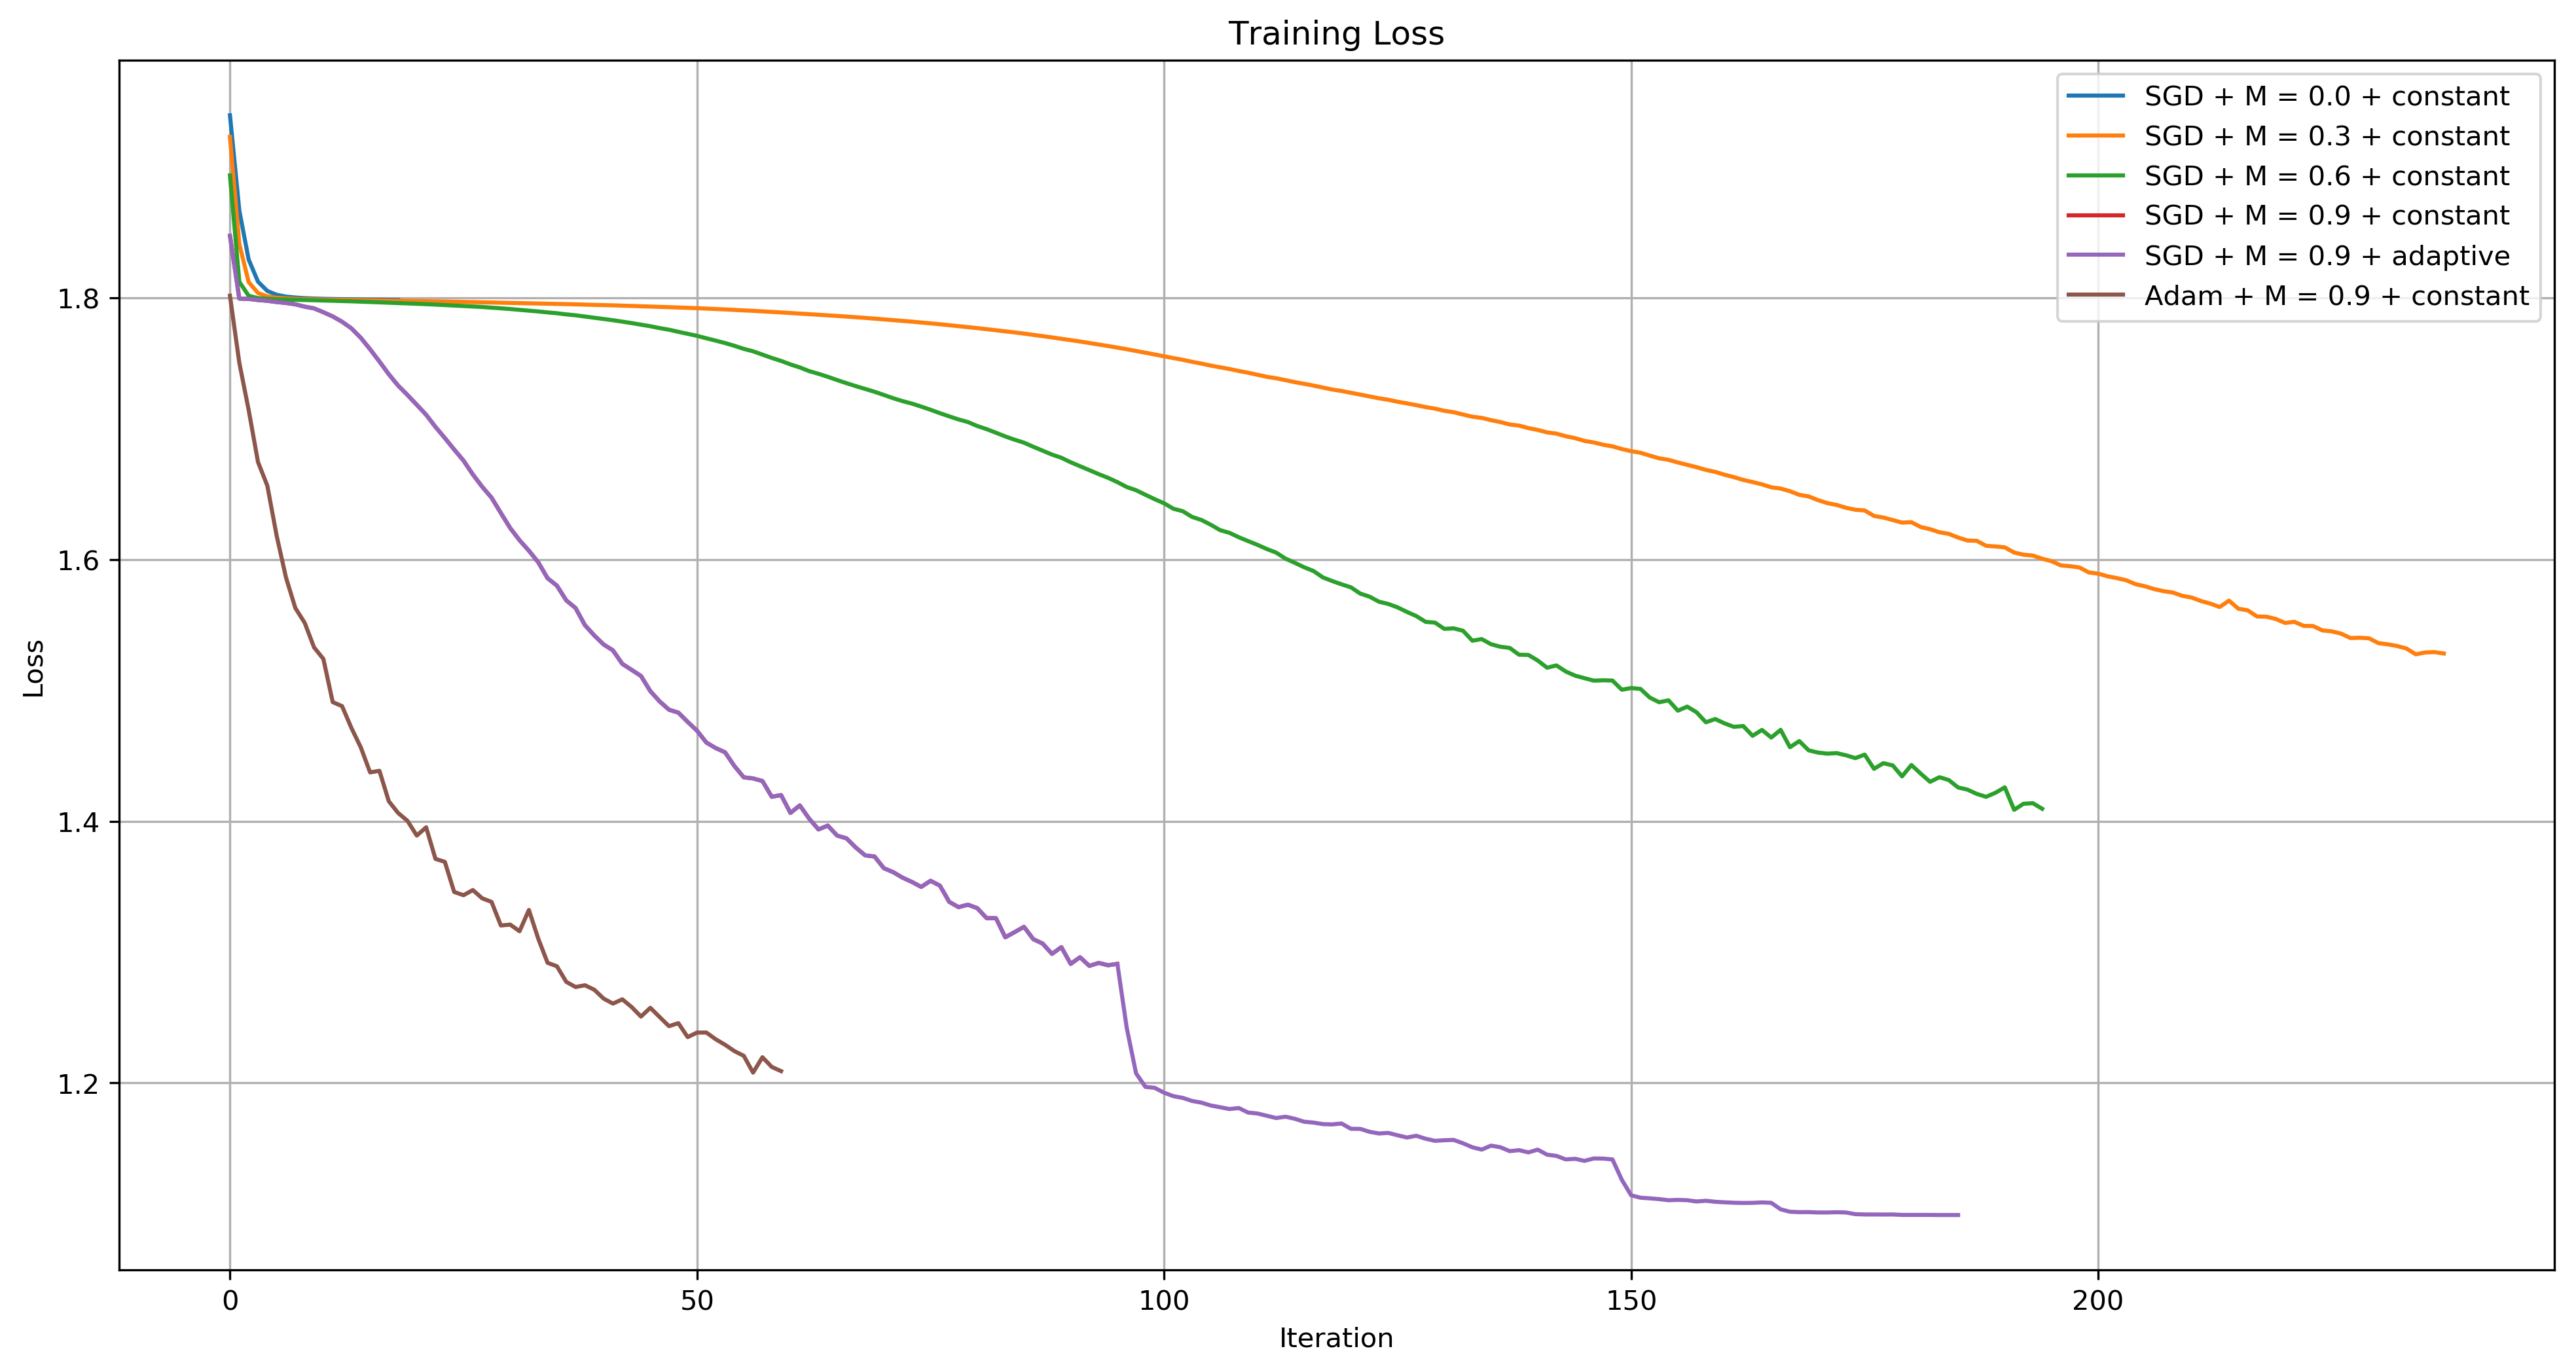 Training Loss
SGD + M = 0.0 + constant
SGD + M = 0.3 + constant
SGD + M = 0.6 + constant
SGD + M = 0.9 + constant
SGD + M = 0.9 + adaptive
Adam + M = 0.9 + constant
1.8
1.6
1.4
1.2
Loss
0 50 100 150 200
Iteration